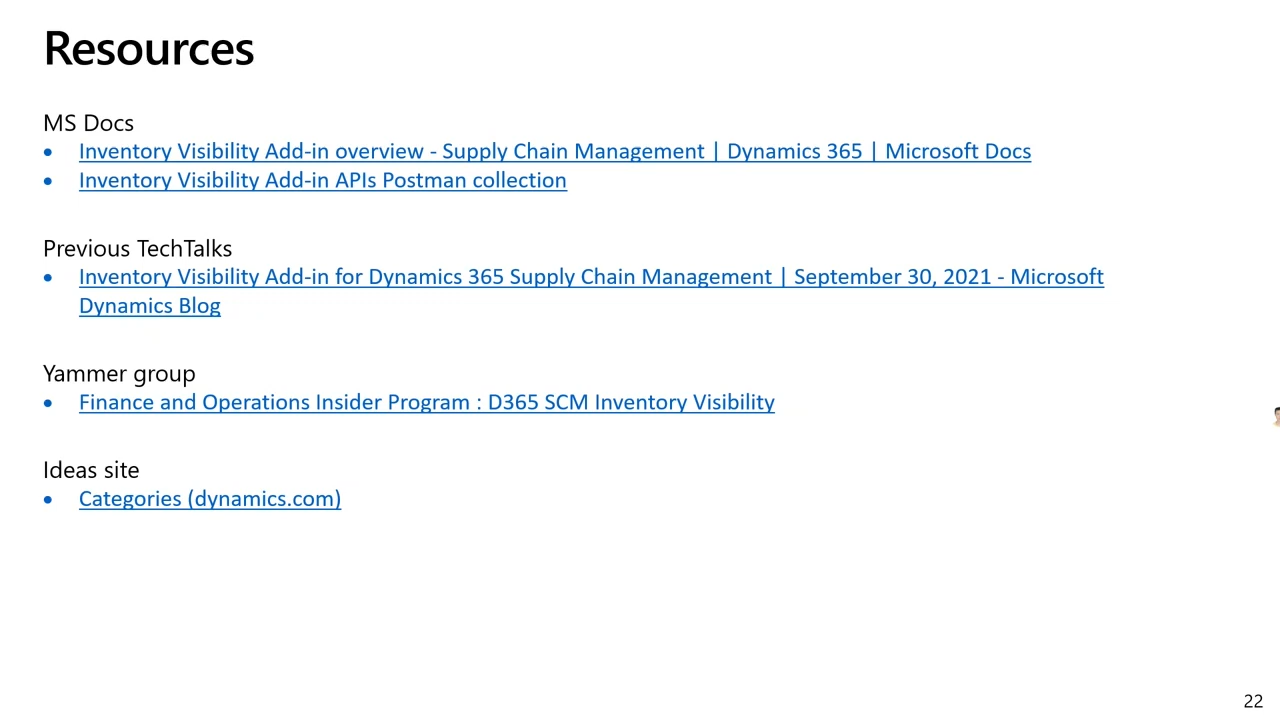 Resources
MS Docs
• Inventory Visibility Add-in overview - Supply Chain Management | Dynamics 365 | Microsoft Docs
• Inventory Visibility Add-in APIs Postman collection
Previous TechTalks
• Inventory Visibility Add-in for Dynamics 365 Supply Chain Management | September 30, 2021 - Microsoft
Dynamics Blog
Yammer group
• Finance and Operations Insider Program : D365 SCM Inventory Visibility
Ideas site
• Categories (dynamics.com)
22